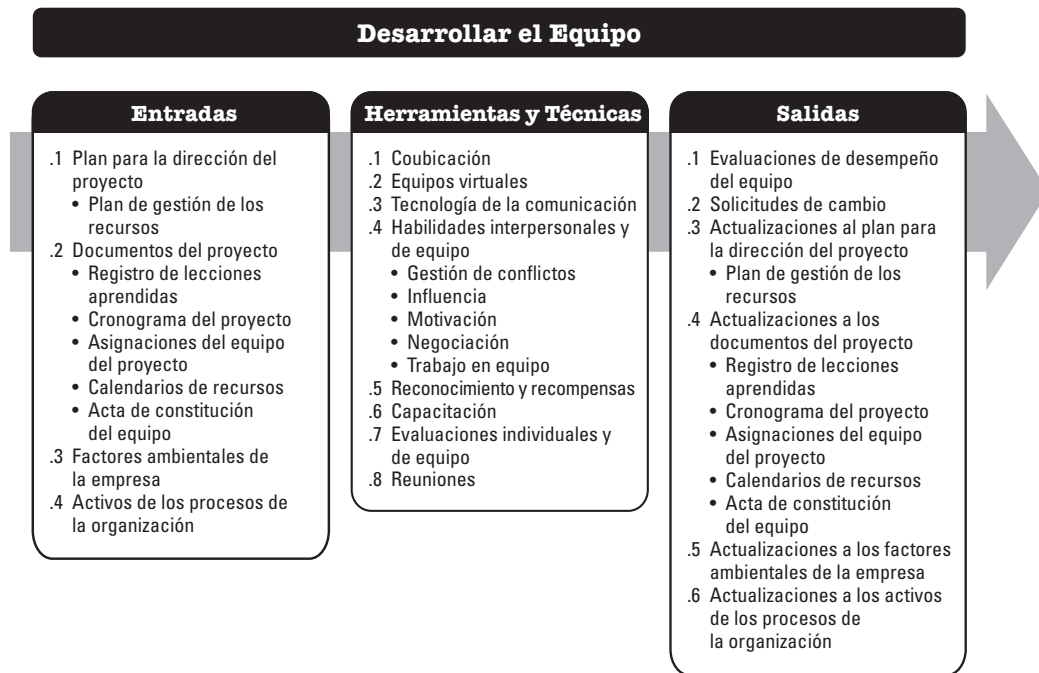 Desarrollar el Equipo
Entradas
.1 Plan para la dirección del
proyecto
• Plan de gestión de los
recursos
.2 Documentos del proyecto
• Registro de lecciones
aprendidas
• Cronograma del proyecto
• Asignaciones del equipo
del proyecto
• Calendarios de recursos
• Acta de constitución
del equipo
.3 Factores ambientales de
la empresa
.4 Activos de los procesos de
la organización
Herramientas y Técnicas
.1 Coubicación
.2 Equipos virtuales
.3 Tecnología de la comunicación
.4 Habilidades interpersonales y
de equipo
• Gestión de conflictos
• Influencia
• Motivación
• Negociación
• Trabajo en equipo
.5 Reconocimiento y recompensas
.6 Capacitación
.7 Evaluaciones individuales y
de equipo
.8 Reuniones
Salidas
.1 Evaluaciones de desempeño
del equipo
.2 Solicitudes de cambio
.3 Actualizaciones al plan para
la dirección del proyecto
• Plan de gestión de los
recursos
.4 Actualizaciones a los
documentos del proyecto
• Registro de lecciones
aprendidas
• Cronograma del proyecto
• Asignaciones del equipo
del proyecto
• Calendarios de recursos
• Acta de constitución
del equipo
.5 Actualizaciones a los factores
ambientales de la empresa
.6 Actualizaciones a los activos
de los procesos de
la organización